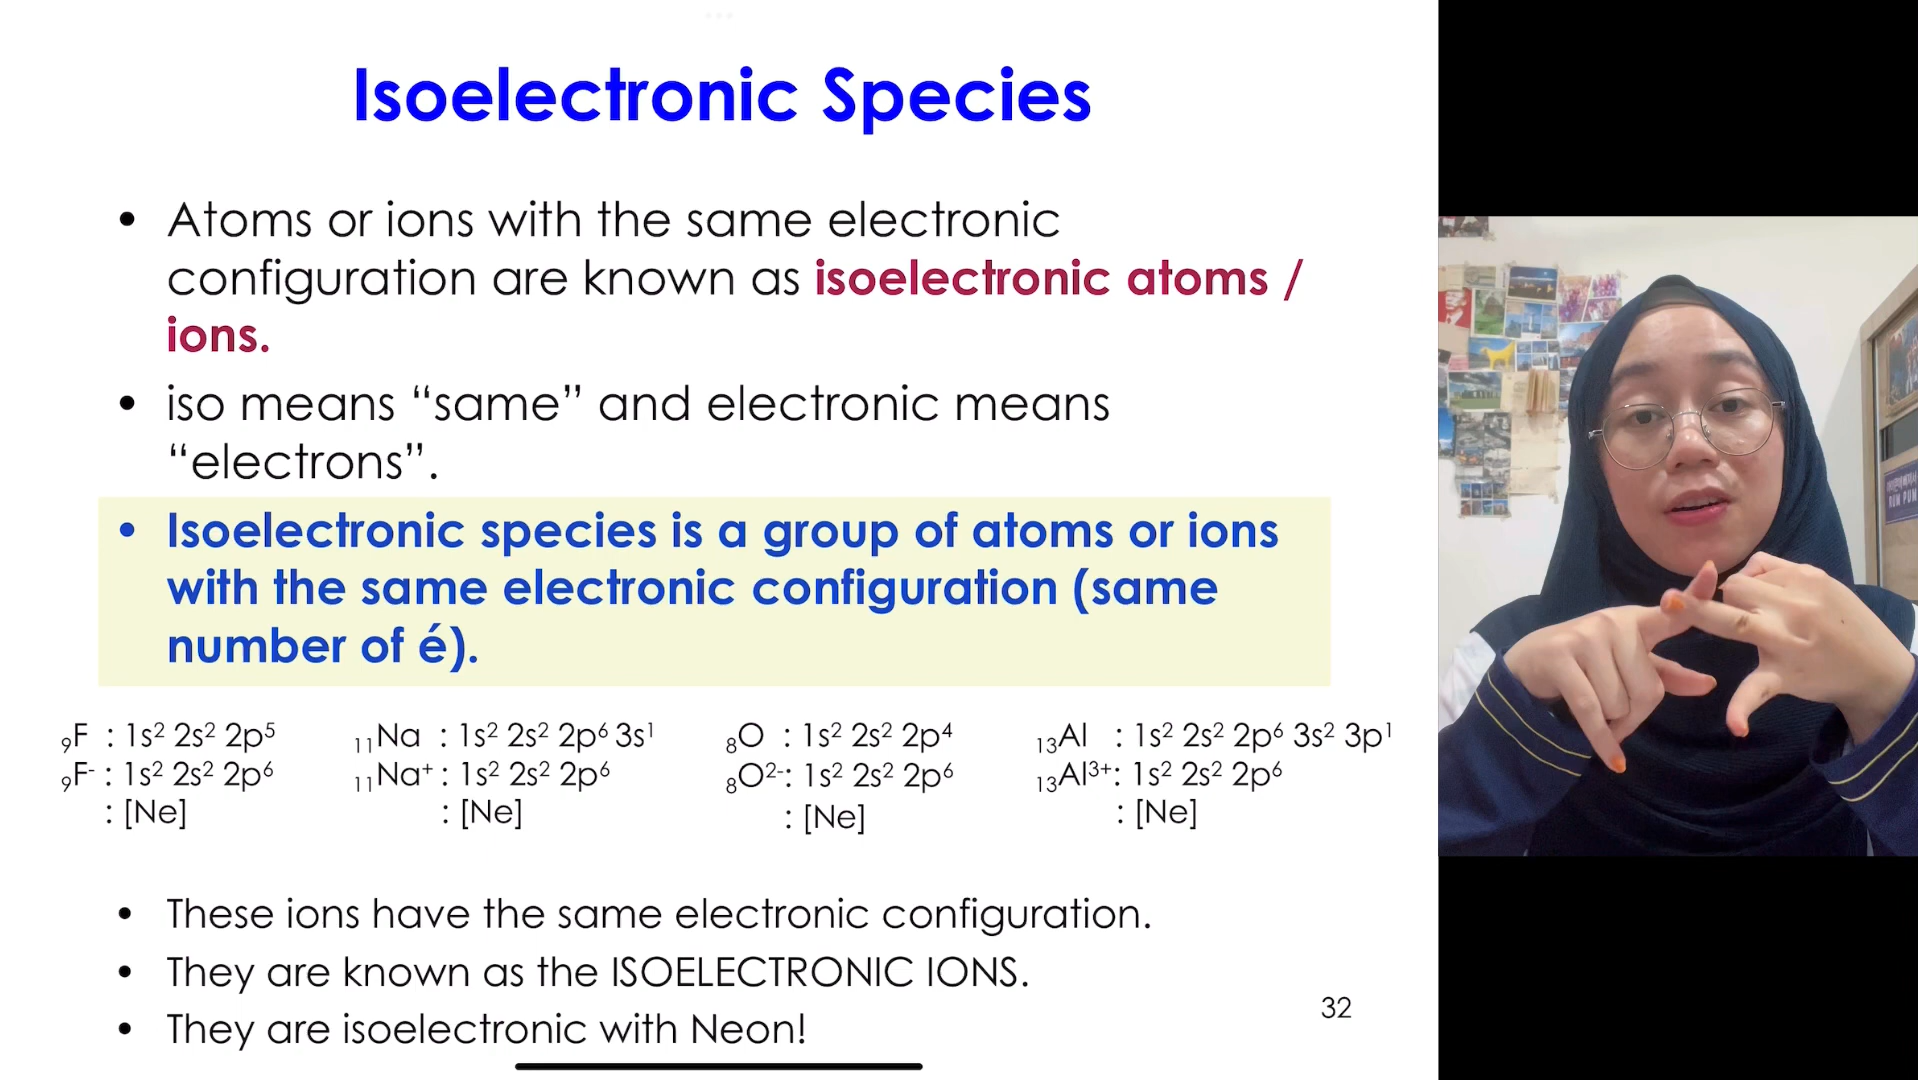 Isoelectronic Species
• Atoms or ions with the same electronic
configuration are known as isoelectronic atoms /
ions.
• iso means “same” and electronic means
“electrons”.
• Isoelectronic species is a group of atoms or ions
with the same electronic configuration (same
number of é).
₉F : 1s² 2s² 2p⁵
₉F⁻ : 1s² 2s² 2p⁶
: [Ne]
₁₁Na : 1s² 2s² 2p⁶ 3s¹
₁₁Na⁺ : 1s² 2s² 2p⁶
: [Ne]
₈O : 1s² 2s² 2p⁴
₈O²⁻: 1s² 2s² 2p⁶
: [Ne]
₁₃Al : 1s² 2s² 2p⁶ 3s² 3p¹
₁₃Al³⁺: 1s² 2s² 2p⁶
: [Ne]
• These ions have the same electronic configuration.
• They are known as the ISOELECTRONIC IONS.
• They are isoelectronic with Neon!
32